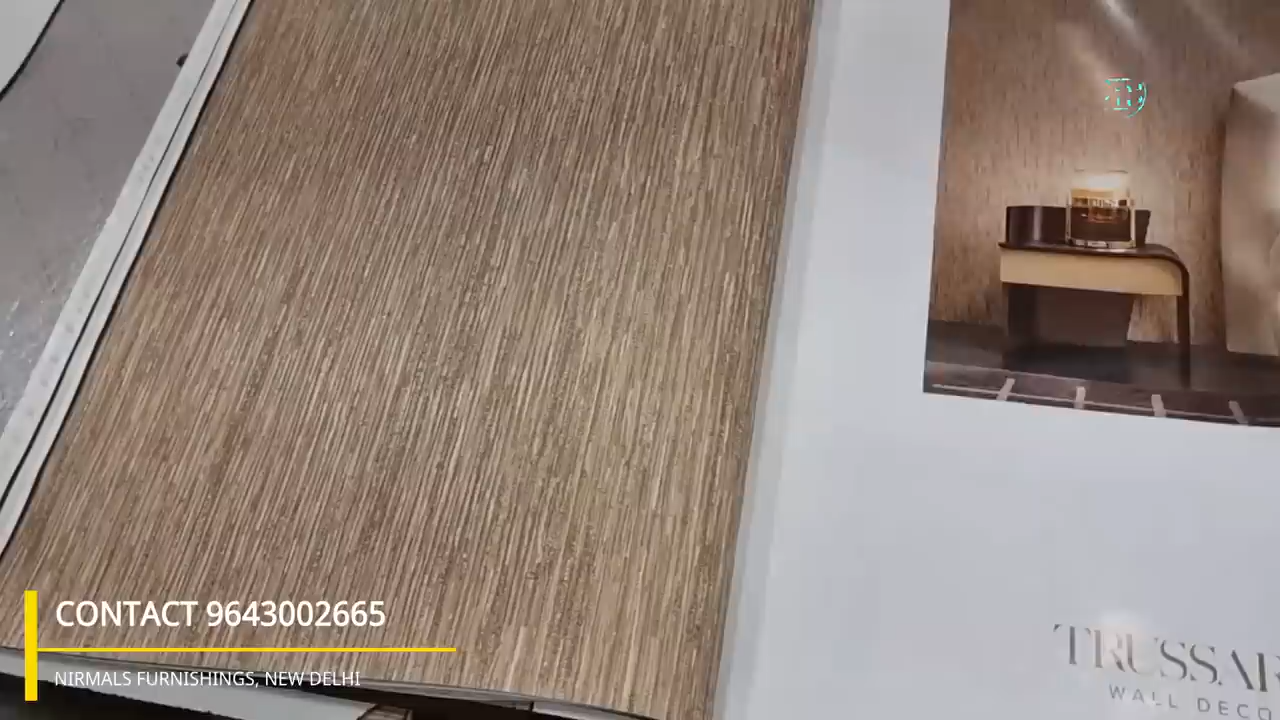 CONTACT 9643002665
NIRMALS FURNISHINGS, NEW DELHI
TRUSSAR
WALL DECO